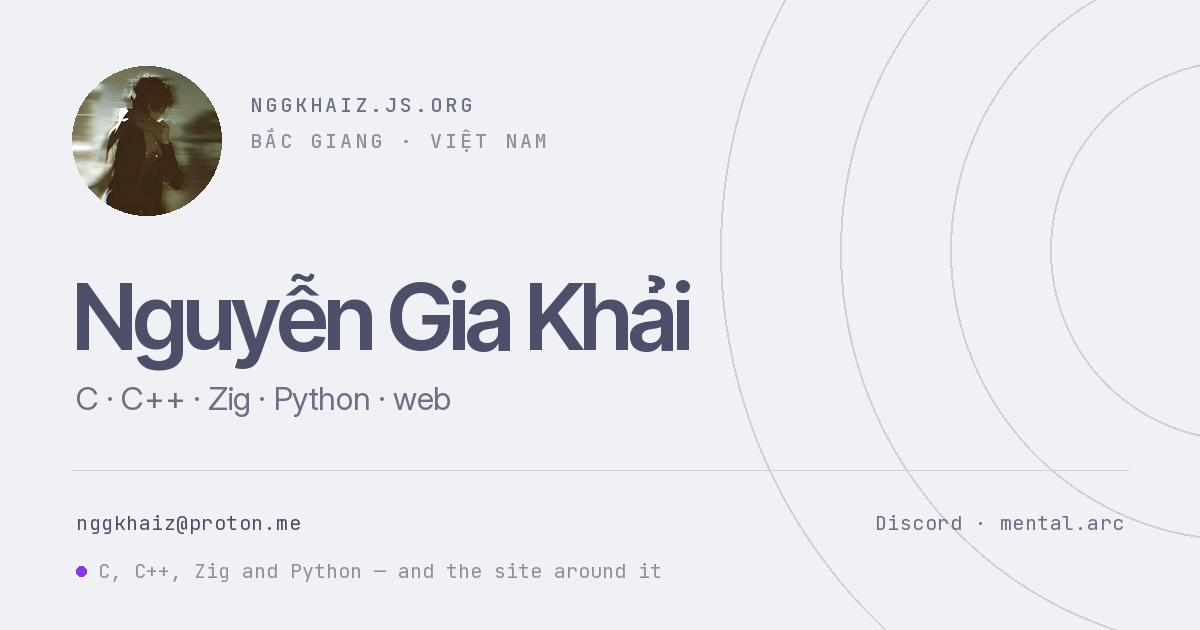 NGGKHAIZ.JS.ORG
BẮC GIANG · VIỆT NAM
Nguyễn Gia Khải
C · C++ · Zig · Python · web
nggkhaiz@proton.me
Discord · mental.arc
C, C++, Zig and Python — and the site around it